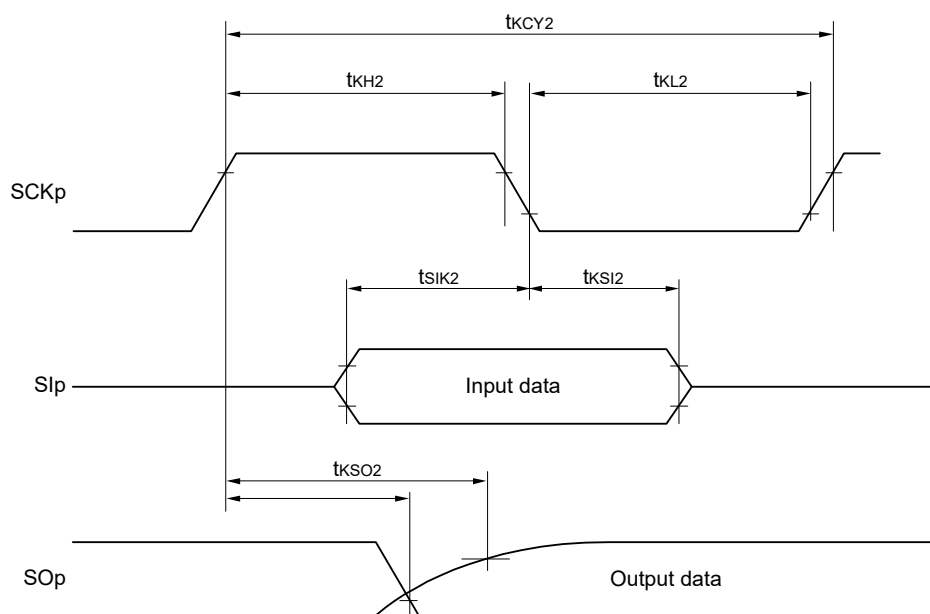 tKCY2
tKH2
tKL2
SCKp
tSIK2
tKSI2
SIp
Input data
tKSO2
SOp
Output data